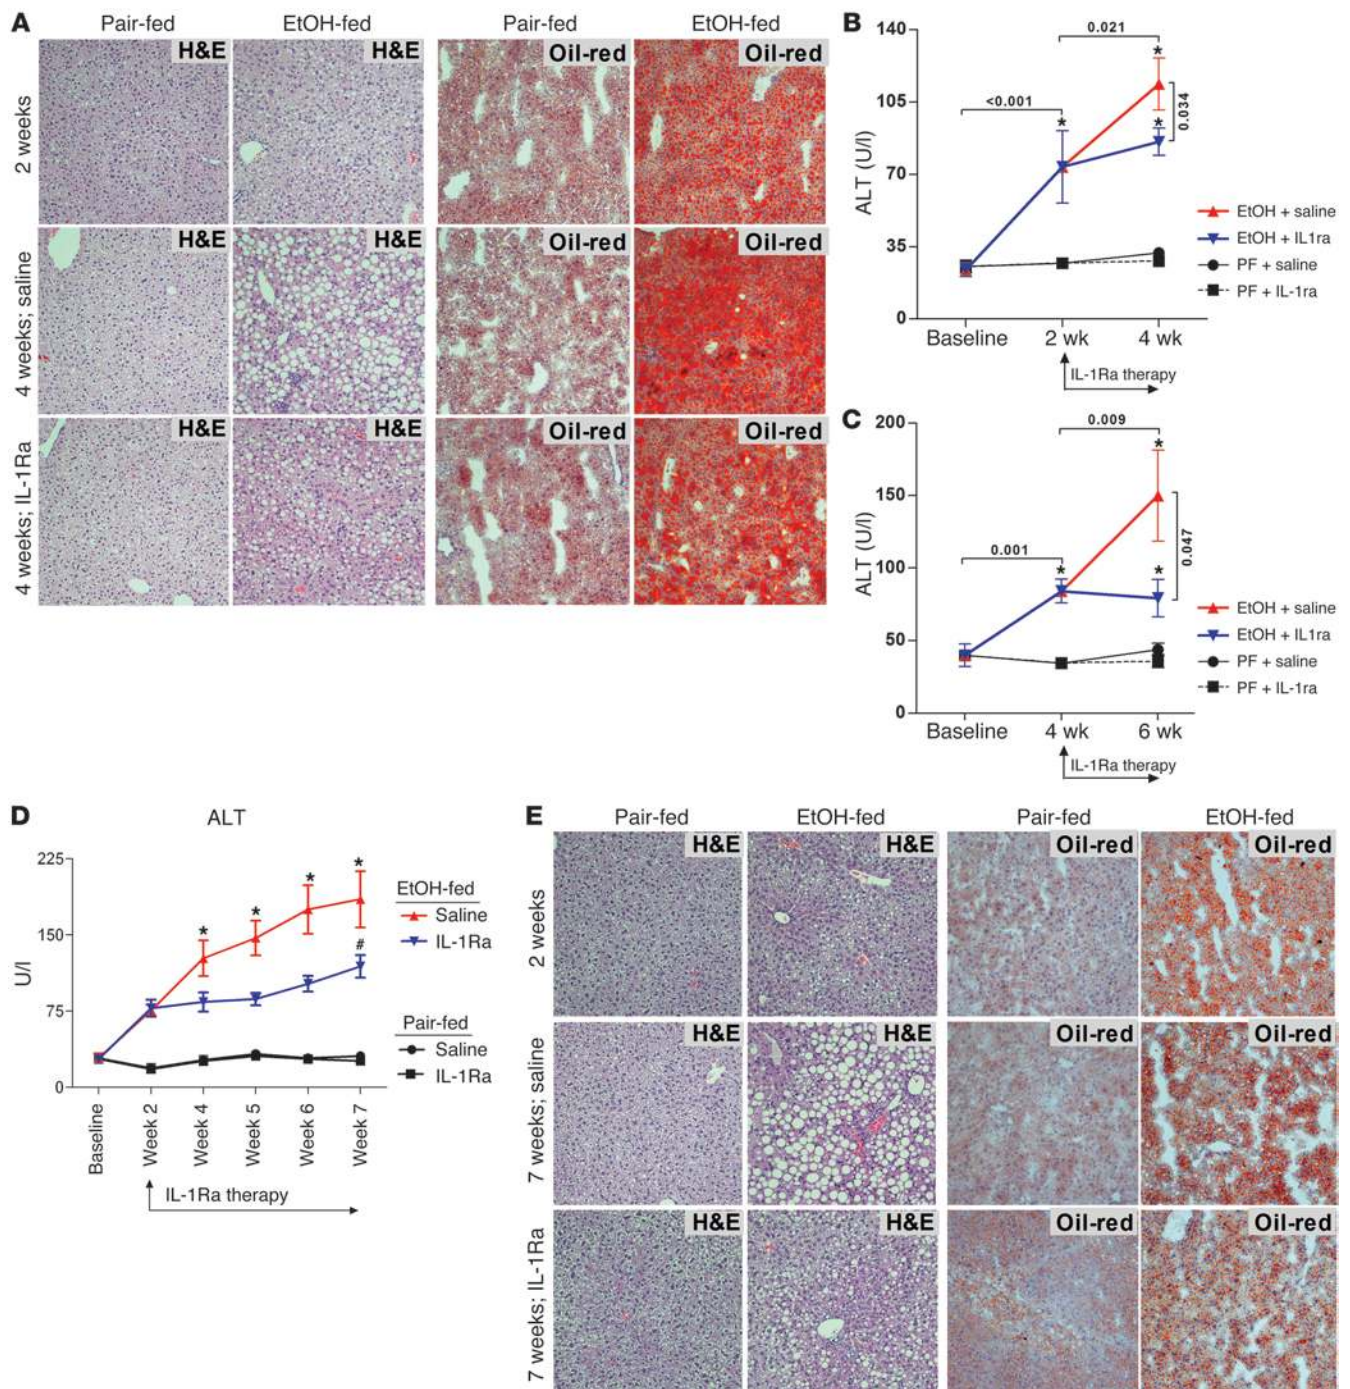 A
Pair-fed
EtOH-fed
Pair-fed
EtOH-fed
2 weeks
H&E
H&E
Oil-red
Oil-red
4 weeks; saline
H&E
H&E
Oil-red
Oil-red
4 weeks; IL-1Ra
H&E
H&E
Oil-red
Oil-red
B
ALT (U/l)
140
105
70
35
0
<0.001
0.021
0.034
*
*
*
Baseline
2 wk
4 wk
IL-1Ra therapy
EtOH + saline
EtOH + IL1ra
PF + saline
PF + IL-1ra
C
ALT (U/l)
200
150
100
50
0
0.001
0.009
0.047
*
*
*
Baseline
4 wk
6 wk
IL-1Ra therapy
EtOH + saline
EtOH + IL1ra
PF + saline
PF + IL-1ra
D
ALT
U/l
225
150
75
0
*
*
*
*
#
Baseline
Week 2
Week 4
Week 5
Week 6
Week 7
IL-1Ra therapy
EtOH-fed
Saline
IL-1Ra
Pair-fed
Saline
IL-1Ra
E
Pair-fed
EtOH-fed
Pair-fed
EtOH-fed
2 weeks
H&E
H&E
Oil-red
Oil-red
7 weeks; saline
H&E
H&E
Oil-red
Oil-red
7 weeks; IL-1Ra
H&E
H&E
Oil-red
Oil-red